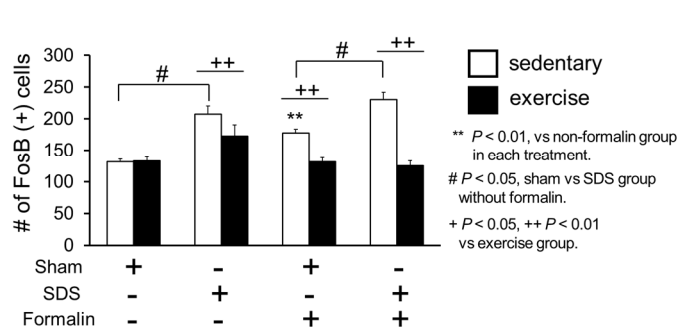 # of FosB (+) cells
300
250
200
150
100
50
0
#
++
++
**
#
++
sedentary
exercise
** P < 0.01, vs non-formalin group
in each treatment.
# P < 0.05, sham vs SDS group
without formalin.
+ P < 0.05, ++ P < 0.01
vs exercise group.
Sham + - + -
SDS - + - +
Formalin - - + +